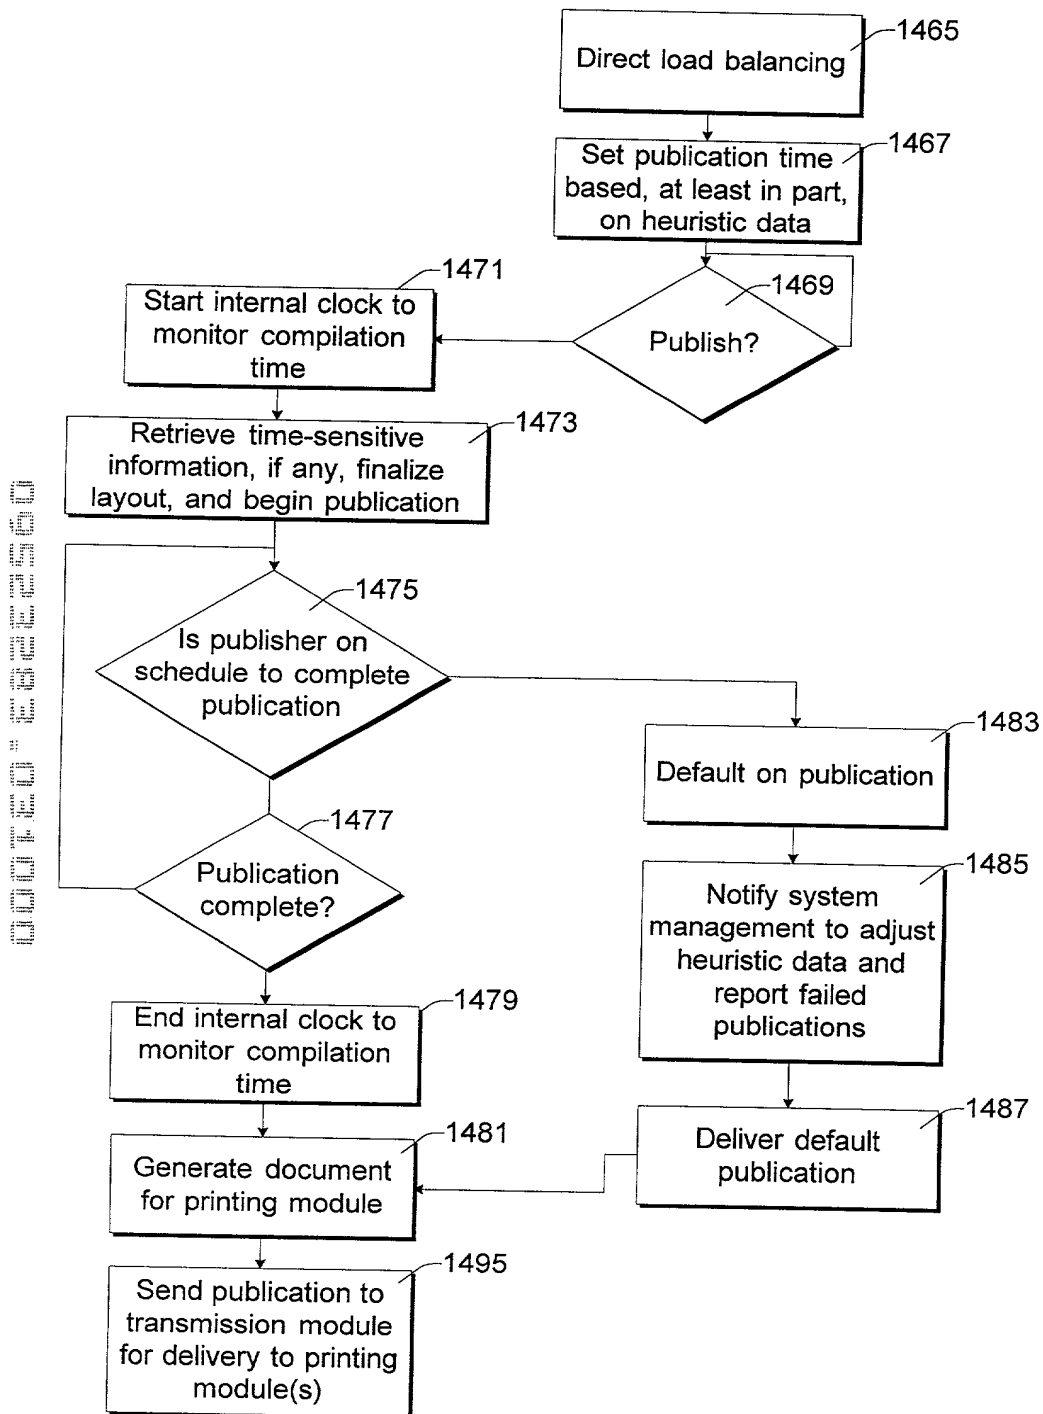 Direct load balancing
1465
Set publication time
based, at least in part,
on heuristic data
1467
Publish?
1469
Start internal clock to
monitor compilation
time
1471
Retrieve time-sensitive
information, if any, finalize
layout, and begin publication
1473
Is publisher on
schedule to complete
publication
1475
Publication
complete?
1477
End internal clock to
monitor compilation
time
1479
Generate document
for printing module
1481
Send publication to
transmission module
for delivery to printing
module(s)
1495
Default on publication
1483
Notify system
management to adjust
heuristic data and
report failed
publications
1485
Deliver default
publication
1487